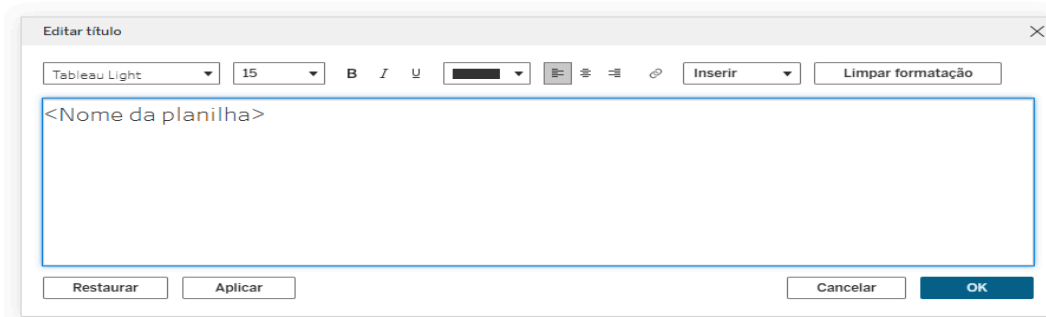 Editar título
Tableau Light 15 B I U Inserir Limpar formatação
<Nome da planilha>
Restaurar Aplicar Cancelar OK